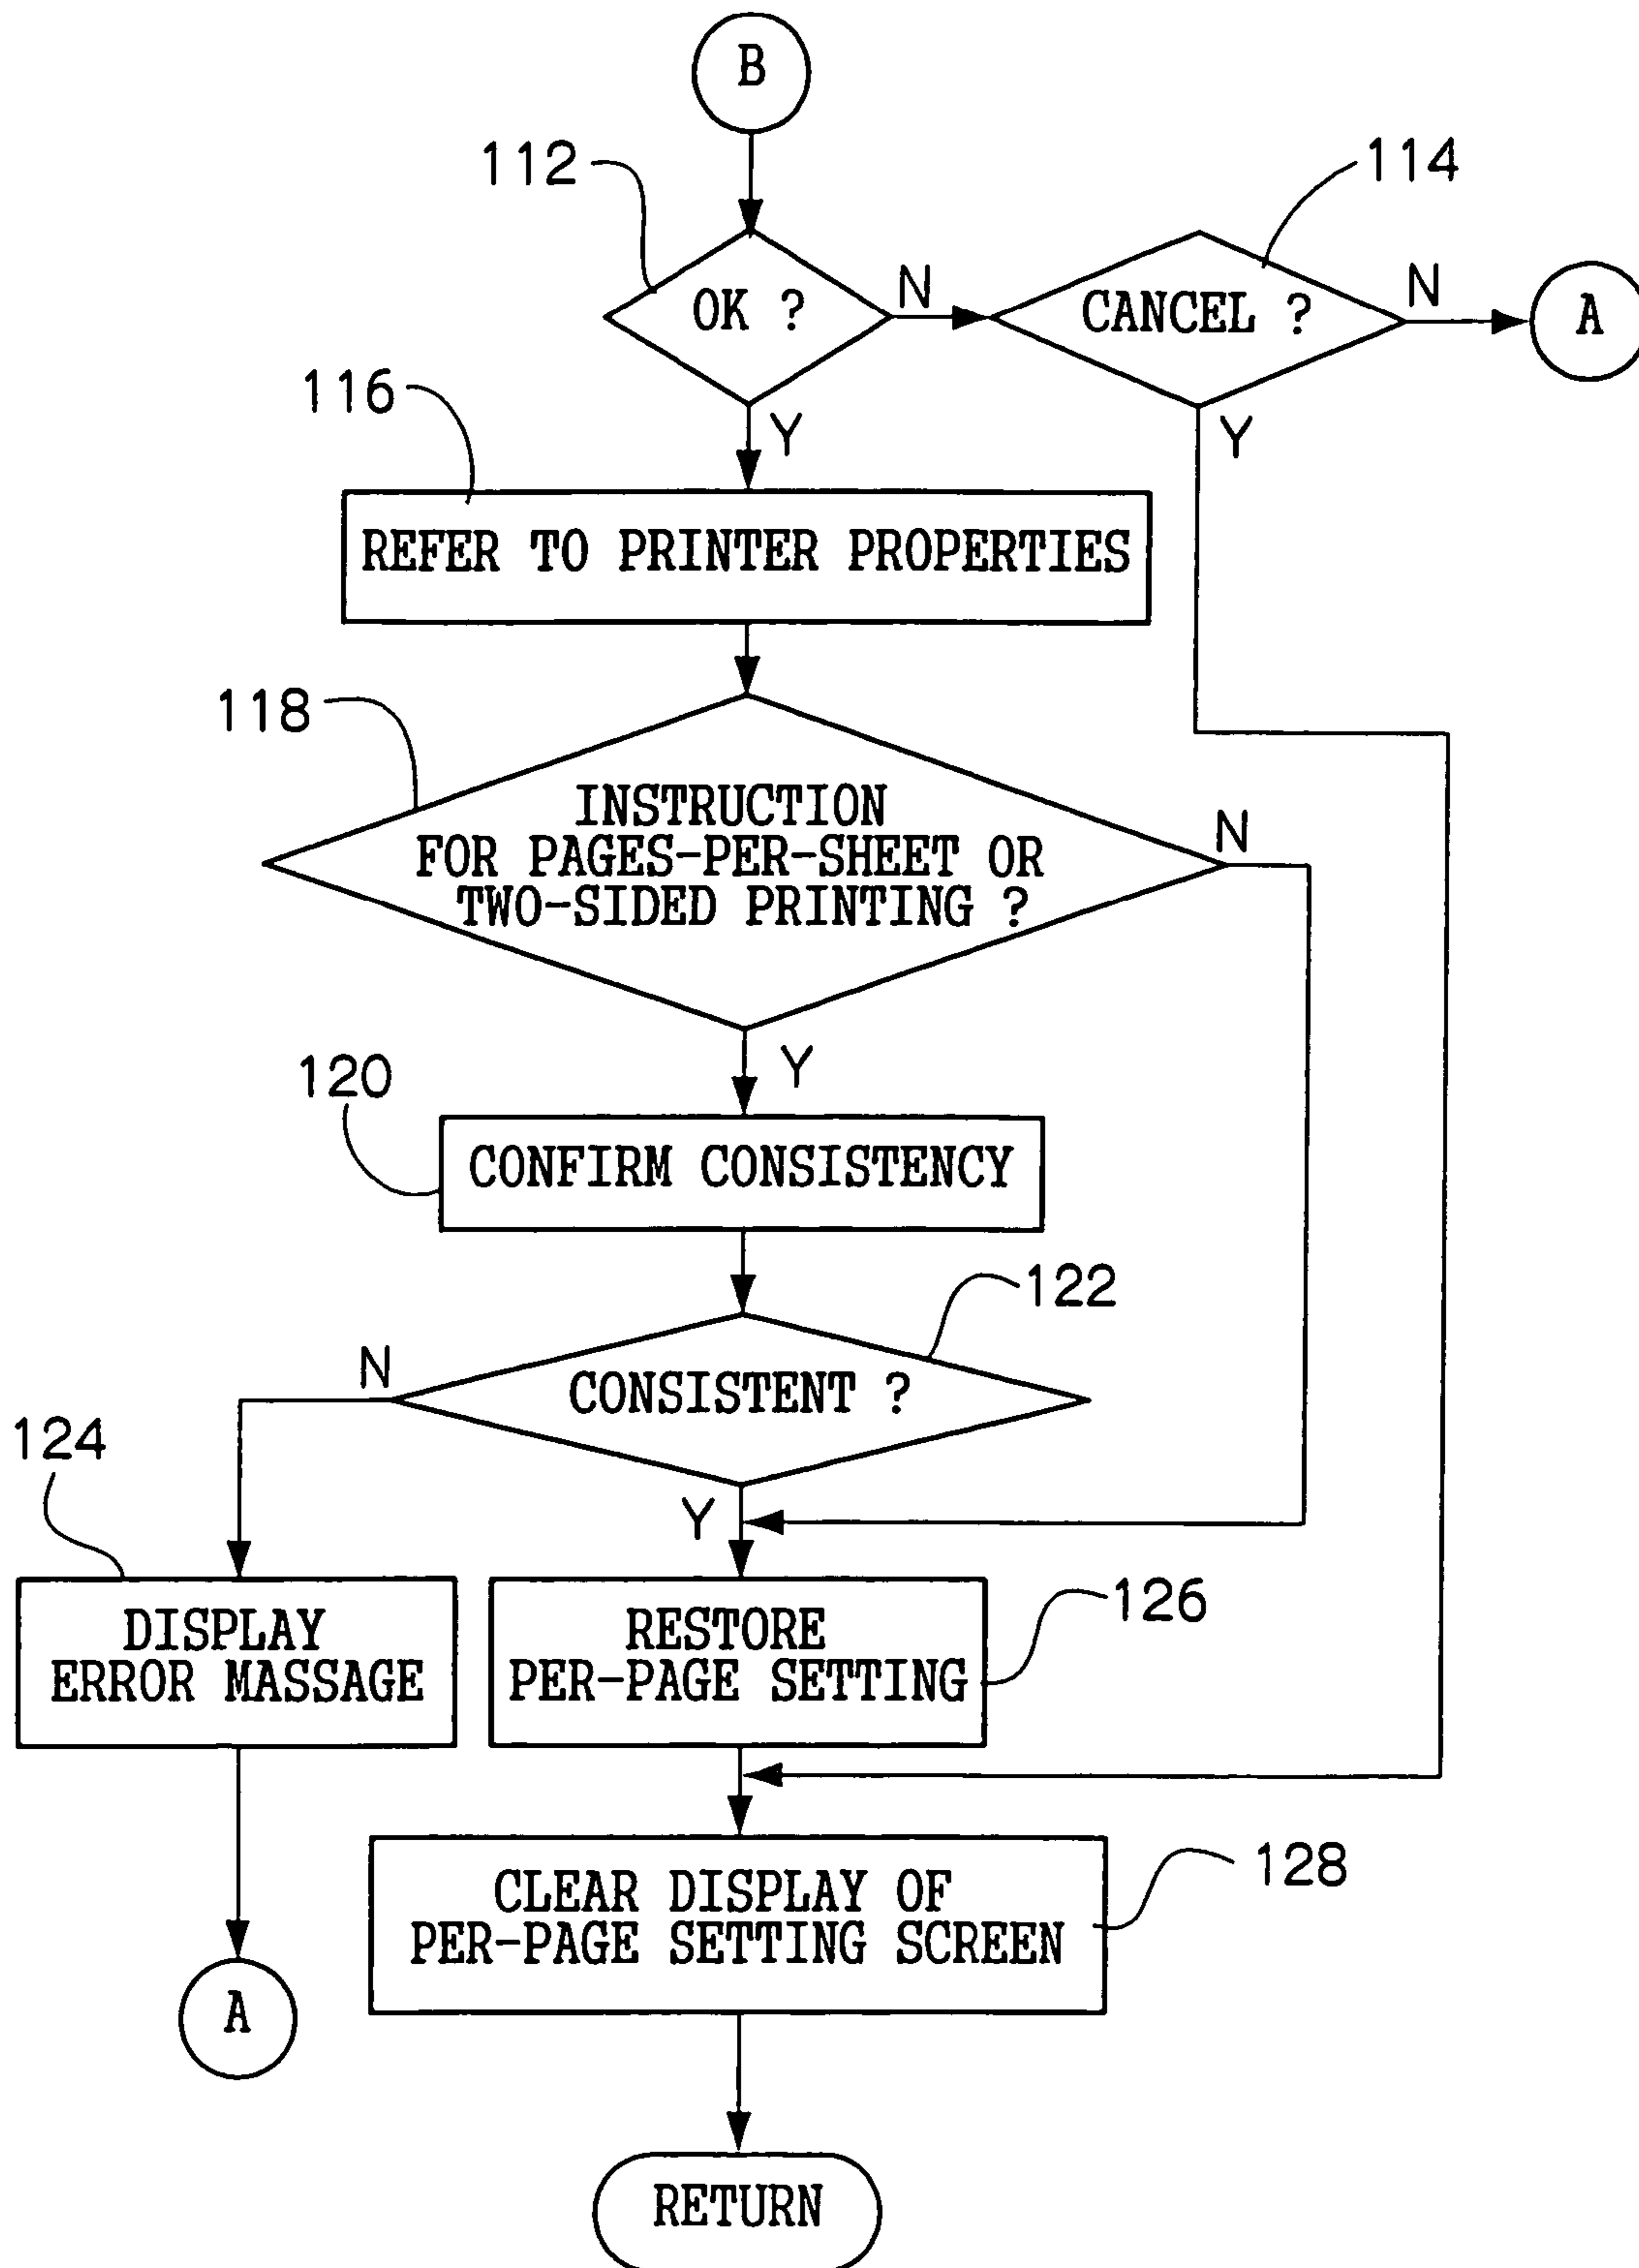 B
112
114
OK ?
N
CANCEL ?
N
A
116
Y
Y
REFER TO PRINTER PROPERTIES
118
INSTRUCTION
FOR PAGES-PER-SHEET OR
TWO-SIDED PRINTING ?
N
Y
120
CONFIRM CONSISTENCY
122
N
CONSISTENT ?
124
Y
DISPLAY
ERROR MASSAGE
RESTORE
PER-PAGE SETTING
126
CLEAR DISPLAY OF
PER-PAGE SETTING SCREEN
128
A
RETURN